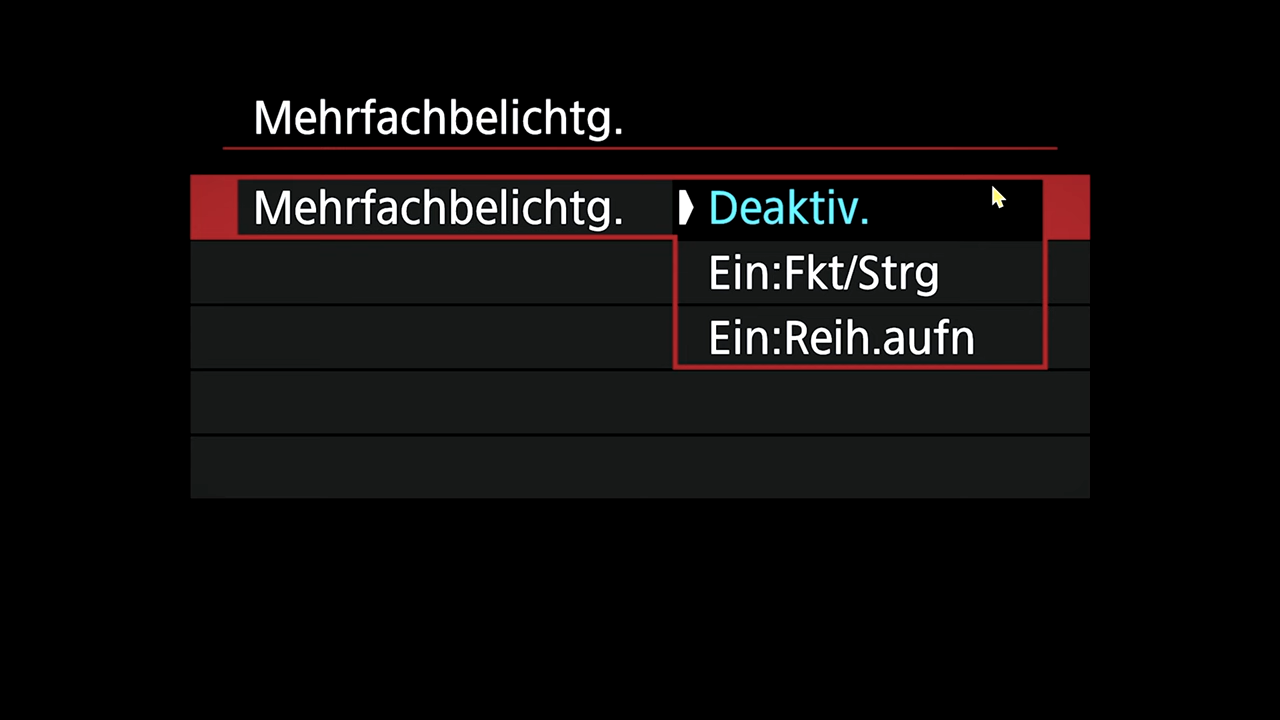 Mehrfachbelichtg.
Mehrfachbelichtg. Deaktiv.
Ein:Fkt/Strg
Ein:Reih.aufn